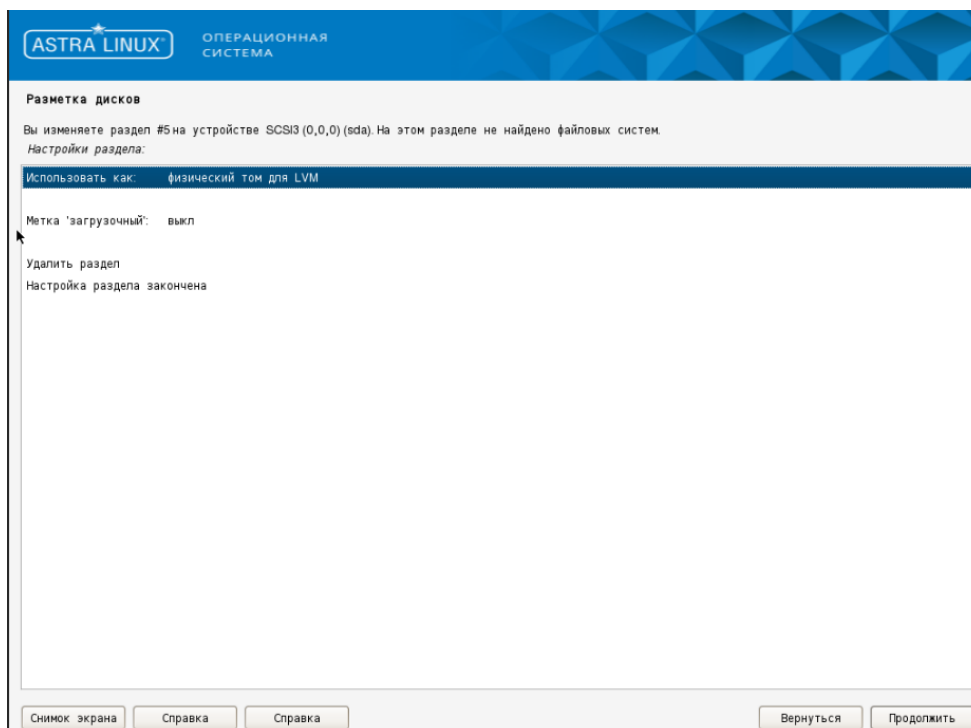 ASTRA LINUX®
ОПЕРАЦИОННАЯ
СИСТЕМА
Разметка дисков
Вы изменяете раздел #5 на устройстве SCSI3 (0,0,0) (sda). На этом разделе не найдено файловых систем.
Настройки раздела:
Использовать как: физический том для LVM
Метка 'загрузочный': выкл
Удалить раздел
Настройка раздела закончена
Снимок экрана Справка Справка Вернуться Продолжить